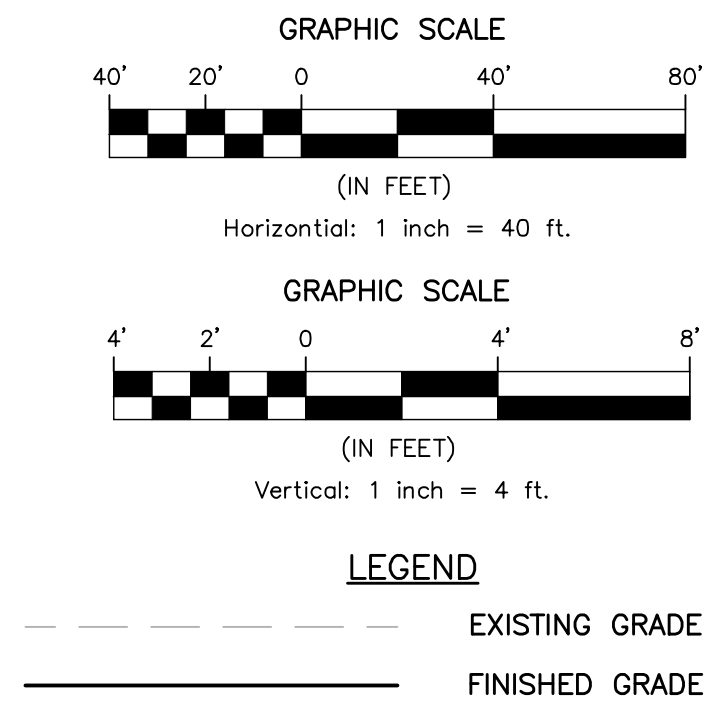 GRAPHIC SCALE
40' 20' 0 40' 80'
(IN FEET)
Horizontial: 1 inch = 40 ft.
GRAPHIC SCALE
4' 2' 0 4' 8'
(IN FEET)
Vertical: 1 inch = 4 ft.
LEGEND
EXISTING GRADE
FINISHED GRADE